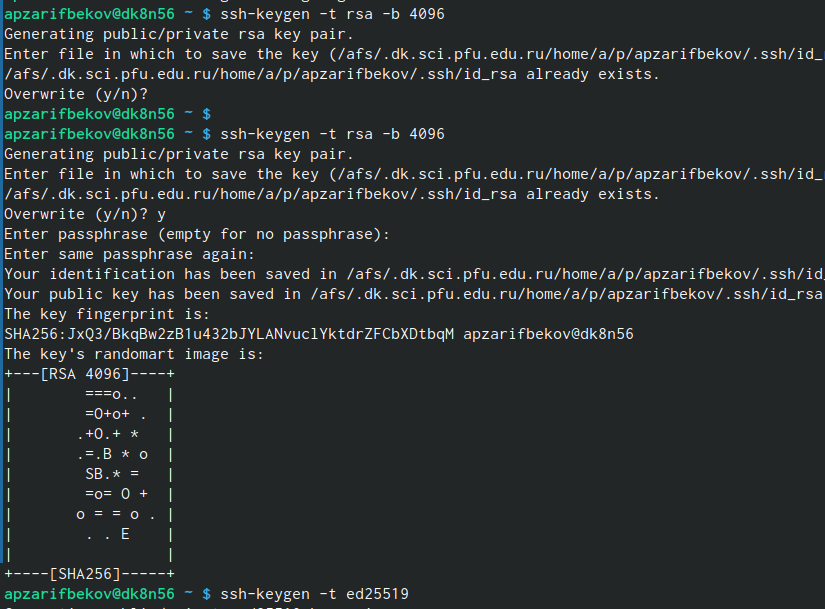 apzarifbekov@dk8n56 ~ $ ssh-keygen -t rsa -b 4096
Generating public/private rsa key pair.
Enter file in which to save the key (/afs/.dk.sci.pfu.edu.ru/home/a/p/apzarifbekov/.ssh/id_
/afs/.dk.sci.pfu.edu.ru/home/a/p/apzarifbekov/.ssh/id_rsa already exists.
Overwrite (y/n)?
apzarifbekov@dk8n56 ~ $
apzarifbekov@dk8n56 ~ $ ssh-keygen -t rsa -b 4096
Generating public/private rsa key pair.
Enter file in which to save the key (/afs/.dk.sci.pfu.edu.ru/home/a/p/apzarifbekov/.ssh/id_
/afs/.dk.sci.pfu.edu.ru/home/a/p/apzarifbekov/.ssh/id_rsa already exists.
Overwrite (y/n)? y
Enter passphrase (empty for no passphrase):
Enter same passphrase again:
Your identification has been saved in /afs/.dk.sci.pfu.edu.ru/home/a/p/apzarifbekov/.ssh/id
Your public key has been saved in /afs/.dk.sci.pfu.edu.ru/home/a/p/apzarifbekov/.ssh/id_rsa
The key fingerprint is:
SHA256:JxQ3/BkqBw2zB1u432bJYLANvuclYktdrZFCbXDtbqM apzarifbekov@dk8n56
The key's randomart image is:
+---[RSA 4096]----+
|        ===o..   |
|        =O+o+ .  |
|       .+O.+ *   |
|       .=.B * o  |
|        SB.* =   |
|        =o= O +  |
|       o = = o . |
|        . . E    |
|                 |
+----[SHA256]-----+
apzarifbekov@dk8n56 ~ $ ssh-keygen -t ed25519